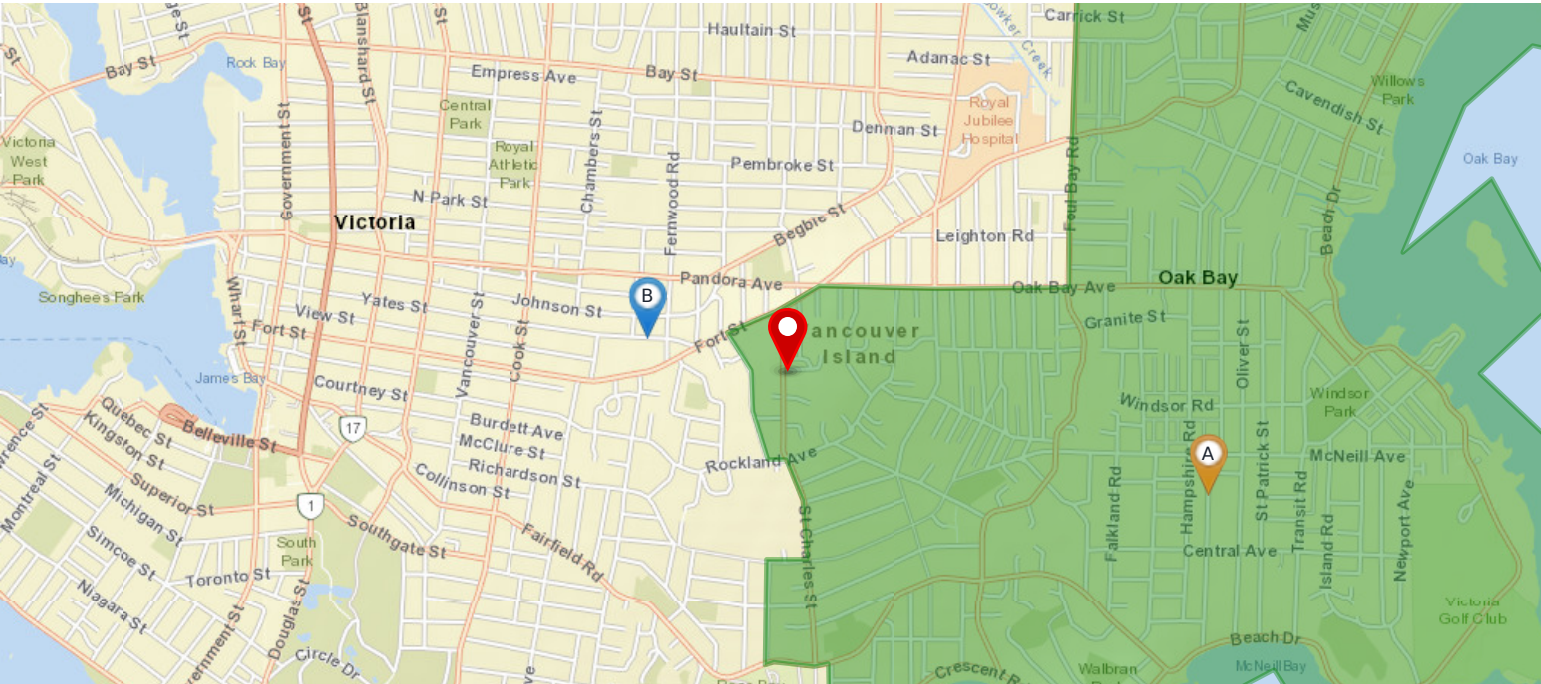 Haultain St
Carrick St
Bay St
Rock Bay
Blanshard St
Empress Ave
Bay St
Adanac St
Bowker Creek
Willows
Park
Cavendish St
Central
Park
Royal
Jubilee
Hospital
Denman St
Victoria
West
Park
Government St
Royal
Athletic
Park
Chambers St
Fernwood Rd
Pembroke St
Foul Bay Rd
Oak Bay
N Park St
Victoria
Begbie St
Leighton Rd
Beach Dr
Songhees Park
Wharf St
Pandora Ave
Oak Bay Ave
Oak Bay
Yates St
Johnson St
B
View St
Fort St
Vancouver St
Cook St
Fort St
ancouver
Island
Granite St
Oliver St
James Bay
Courtney St
Windsor Rd
Windsor
Park
Quebec St
Kingston St
Belleville St
17
Burdett Ave
McClure St
Richardson St
Collinson St
Rockland Ave
Hampshire Rd
A
St Patrick St
McNeill Ave
Montreal St
Superior St
Michigan St
1
Falkland Rd
Transit Rd
Island Rd
Newport Ave
Simcoe St
Southgate St
South
Park
Fairfield Rd
St Charles St
Central Ave
Toronto St
Niagara St
Douglas St
Victoria
Golf Club
Circle Dr
Beach Dr
McNeill Bay
Walbran